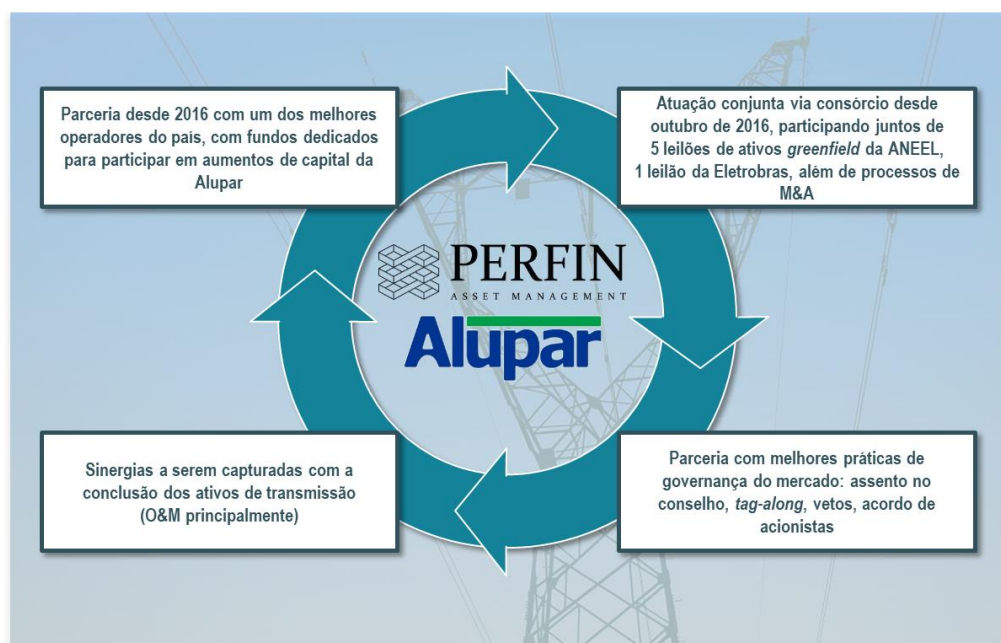 Parceria desde 2016 com um dos melhores
operadores do país, com fundos dedicados
para participar em aumentos de capital da
Alupar
Atuação conjunta via consórcio desde
outubro de 2016, participando juntos de
5 leilões de ativos greenfield da ANEEL,
1 leilão da Eletrobras, além de processos de
M&A
PERFIN
ASSET MANAGEMENT
Alupar
Sinergias a serem capturadas com a
conclusão dos ativos de transmissão
(O&M principalmente)
Parceria com melhores práticas de
governança do mercado: assento no
conselho, tag-along, vetos, acordo de
acionistas